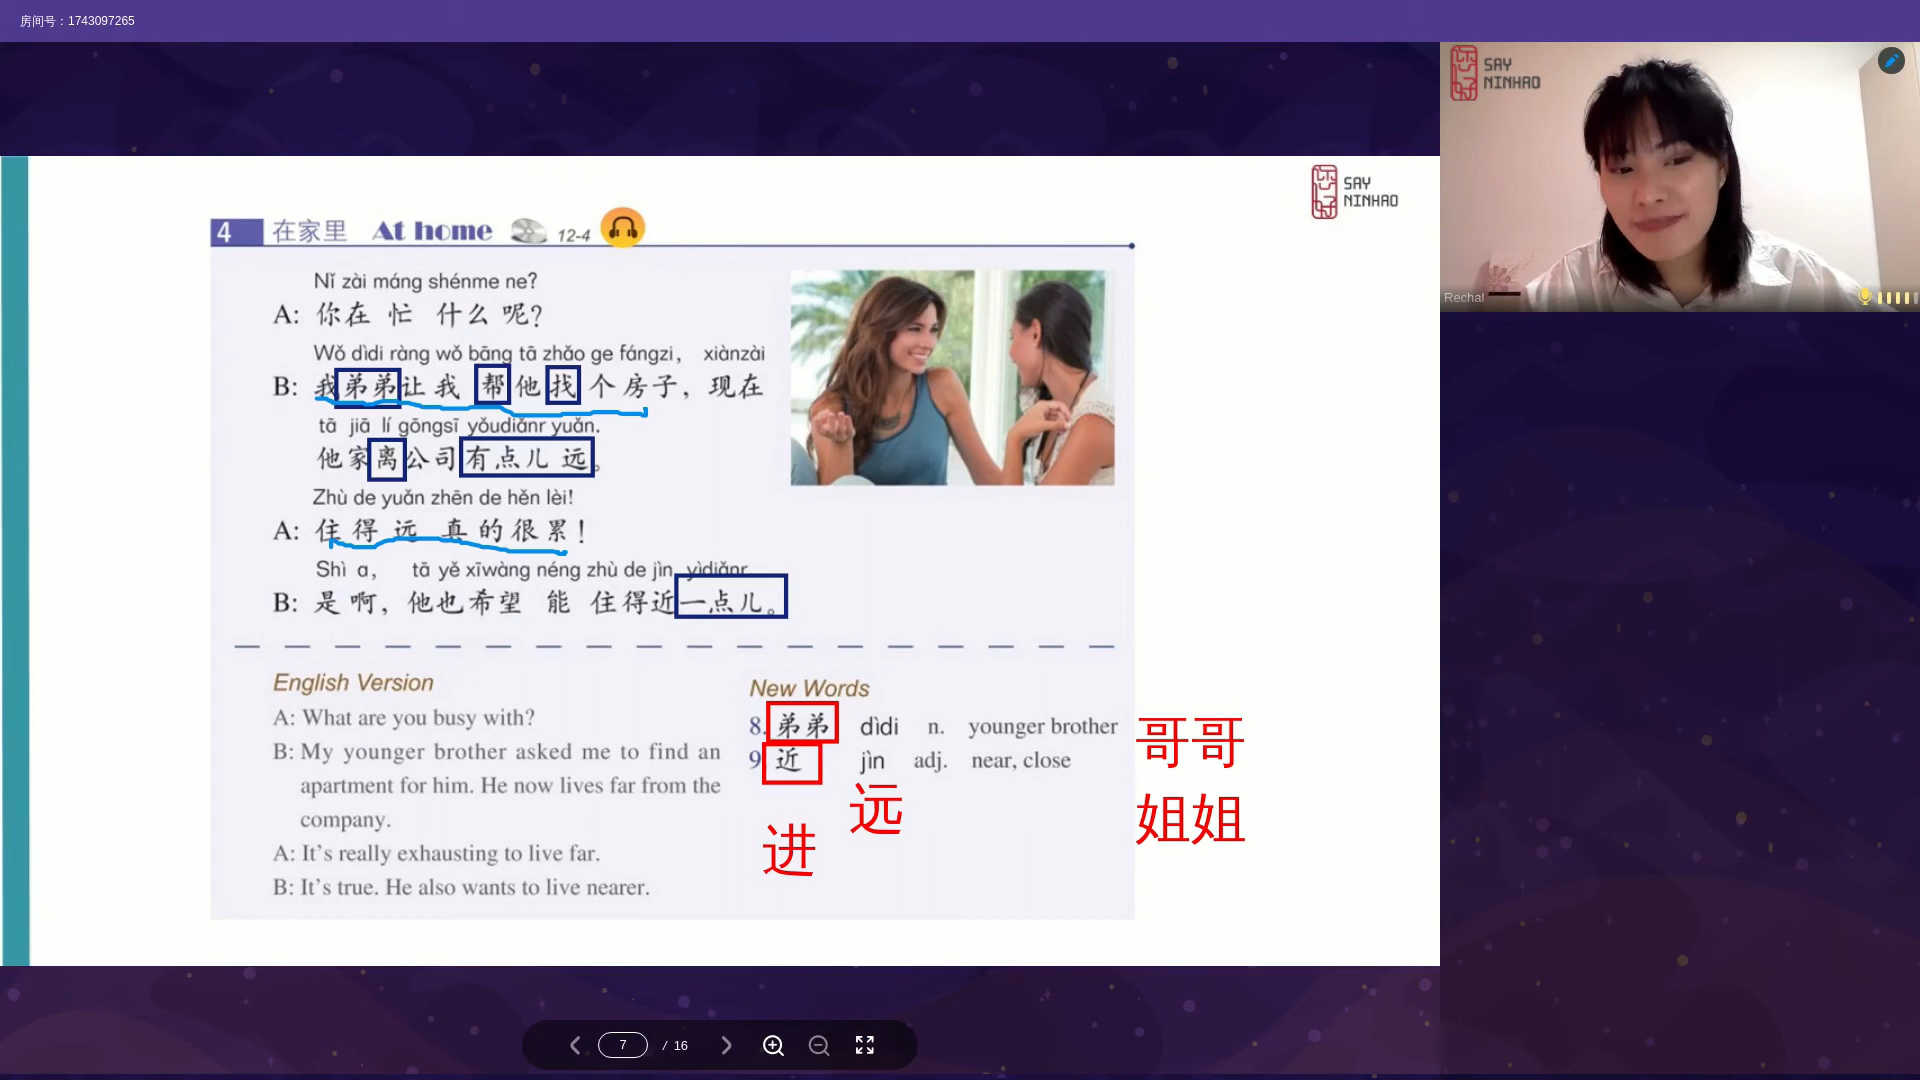 房间号：1743097265
SAY
NINHAO
Rechal
SAY
NINHAO
4 在家里 At home 12-4
Nǐ zài máng shénme ne?
A: 你在 忙 什么 呢?
Wǒ dìdi ràng wǒ bāng tā zhǎo ge fángzi, xiànzài
B: 我弟弟让我 帮他找个房子，现在
tā jiā lí gōngsī yǒudiǎnr yuǎn.
他家离公司有点儿 远。
Zhù de yuǎn zhēn de hěn lèi!
A: 住得远 真的很累！
Shì a, tā yě xīwàng néng zhù de jìn yìdiǎnr
B: 是啊，他也希望 能 住得近一点儿。
English Version
A: What are you busy with?
B: My younger brother asked me to find an
apartment for him. He now lives far from the
company.
A: It's really exhausting to live far.
B: It's true. He also wants to live nearer.
New Words
8. 弟弟 dìdi n. younger brother
9 近 jìn adj. near, close
哥哥
姐姐
远
进
7 / 16